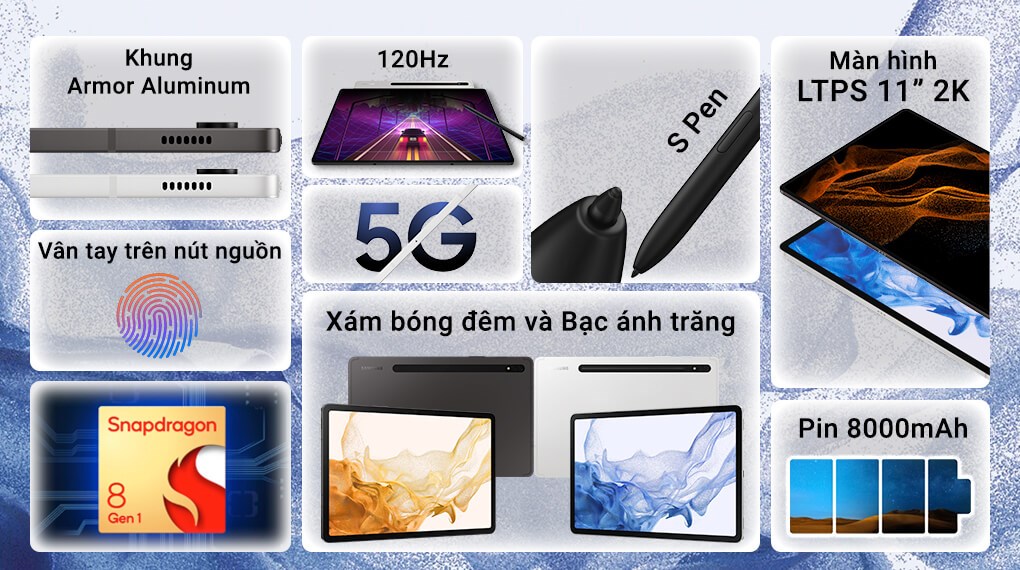 Khung
Armor Aluminum
120Hz
S Pen
Màn hình
LTPS 11” 2K
5G
Vân tay trên nút nguồn
Xám bóng đêm và Bạc ánh trăng
Snapdragon
8
Gen 1
Pin 8000mAh